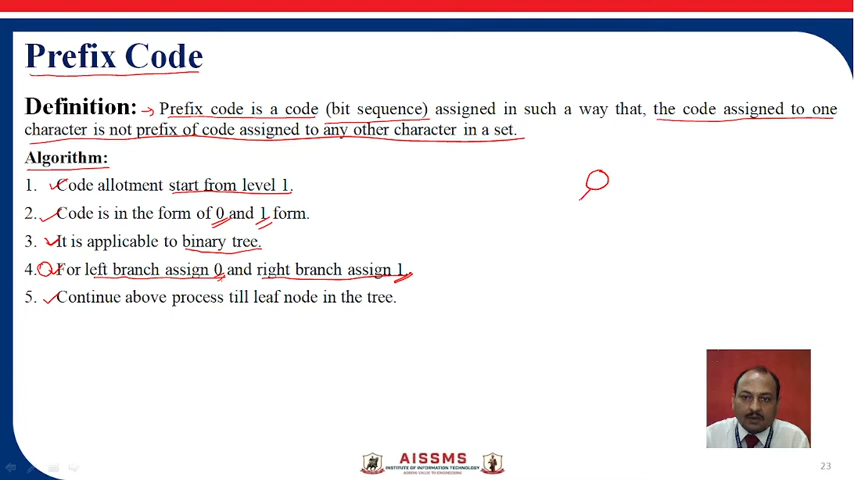 Prefix Code
Definition: Prefix code is a code (bit sequence) assigned in such a way that, the code assigned to one
character is not prefix of code assigned to any other character in a set.
Algorithm:
1. Code allotment start from level 1.
2. Code is in the form of 0 and 1 form.
3. It is applicable to binary tree.
4. For left branch assign 0 and right branch assign 1.
5. Continue above process till leaf node in the tree.
AISSMS
INSTITUTE OF INFORMATION TECHNOLOGY
ADDING VALUE TO ENGINEERING
23